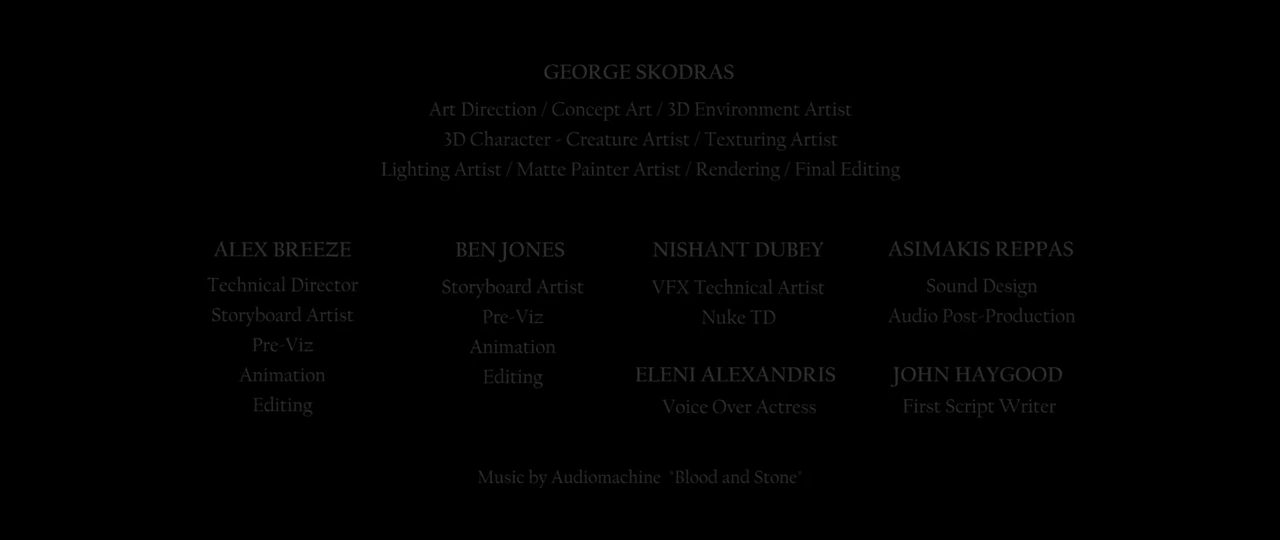 GEORGE SKODRAS
Art Direction / Concept Art / 3D Environment Artist
3D Character - Creature Artist / Texturing Artist
Lighting Artist / Matte Painter Artist / Rendering / Final Editing
ALEX BREEZE
Technical Director
Storyboard Artist
Pre-Viz
Animation
Editing
BEN JONES
Storyboard Artist
Pre-Viz
Animation
Editing
NISHANT DUBEY
VFX Technical Artist
Nuke TD
ELENI ALEXANDRIS
Voice Over Actress
ASIMAKIS REPPAS
Sound Design
Audio Post-Production
JOHN HAYGOOD
First Script Writer
Music by Audiomachine "Blood and Stone"